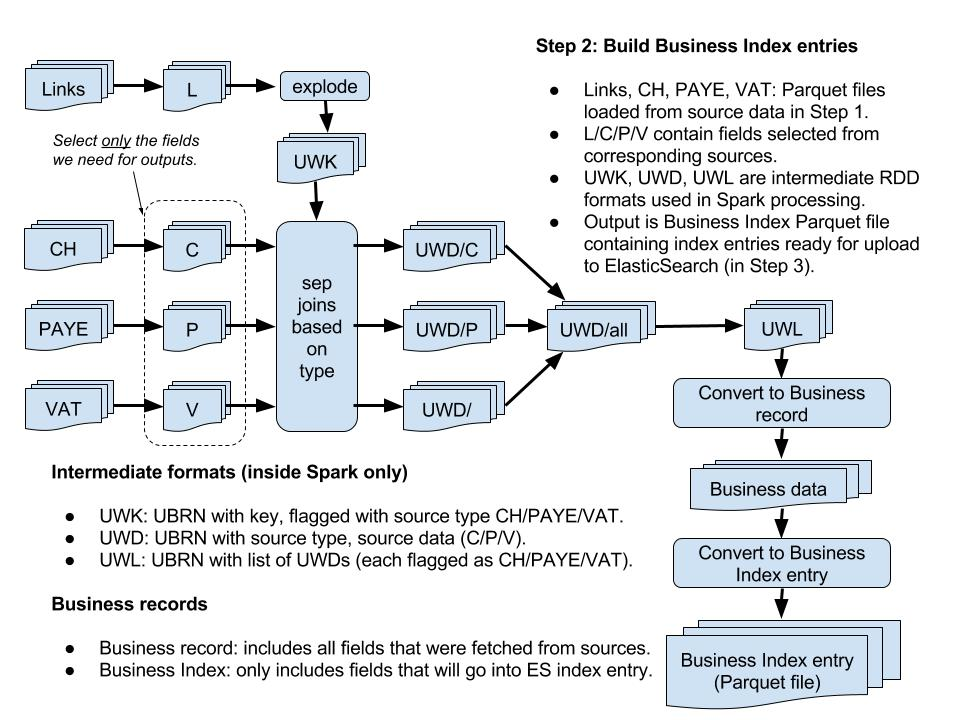 Step 2: Build Business Index entries
● Links, CH, PAYE, VAT: Parquet files
loaded from source data in Step 1.
● L/C/P/V contain fields selected from
corresponding sources.
● UWK, UWD, UWL are intermediate RDD
formats used in Spark processing.
● Output is Business Index Parquet file
containing index entries ready for upload
to ElasticSearch (in Step 3).
Links
L
explode
Select only the fields
we need for outputs.
UWK
CH
C
UWD/C
sep
joins
based
on
type
PAYE
P
UWD/P
UWD/all
UWL
VAT
V
UWD/
Convert to Business
record
Business data
Convert to Business
Index entry
Business Index entry
(Parquet file)
Intermediate formats (inside Spark only)
● UWK: UBRN with key, flagged with source type CH/PAYE/VAT.
● UWD: UBRN with source type, source data (C/P/V).
● UWL: UBRN with list of UWDs (each flagged as CH/PAYE/VAT).
Business records
● Business record: includes all fields that were fetched from sources.
● Business Index: only includes fields that will go into ES index entry.